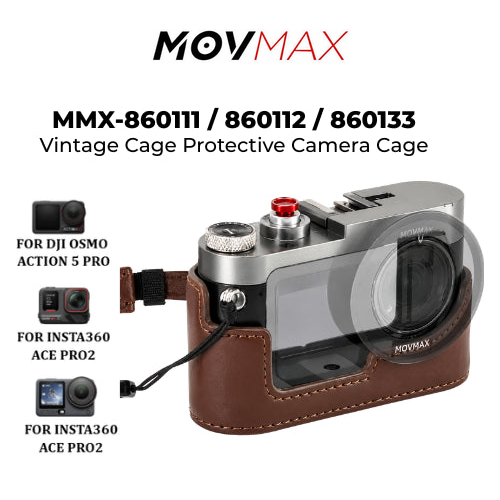 MOVMAX
MMX-860111 / 860112 / 860133
Vintage Cage Protective Camera Cage
FOR DJI OSMO
ACTION 5 PRO
FOR INSTA360
ACE PRO2
FOR INSTA360
ACE PRO2
MOVMAX
MOVMAX